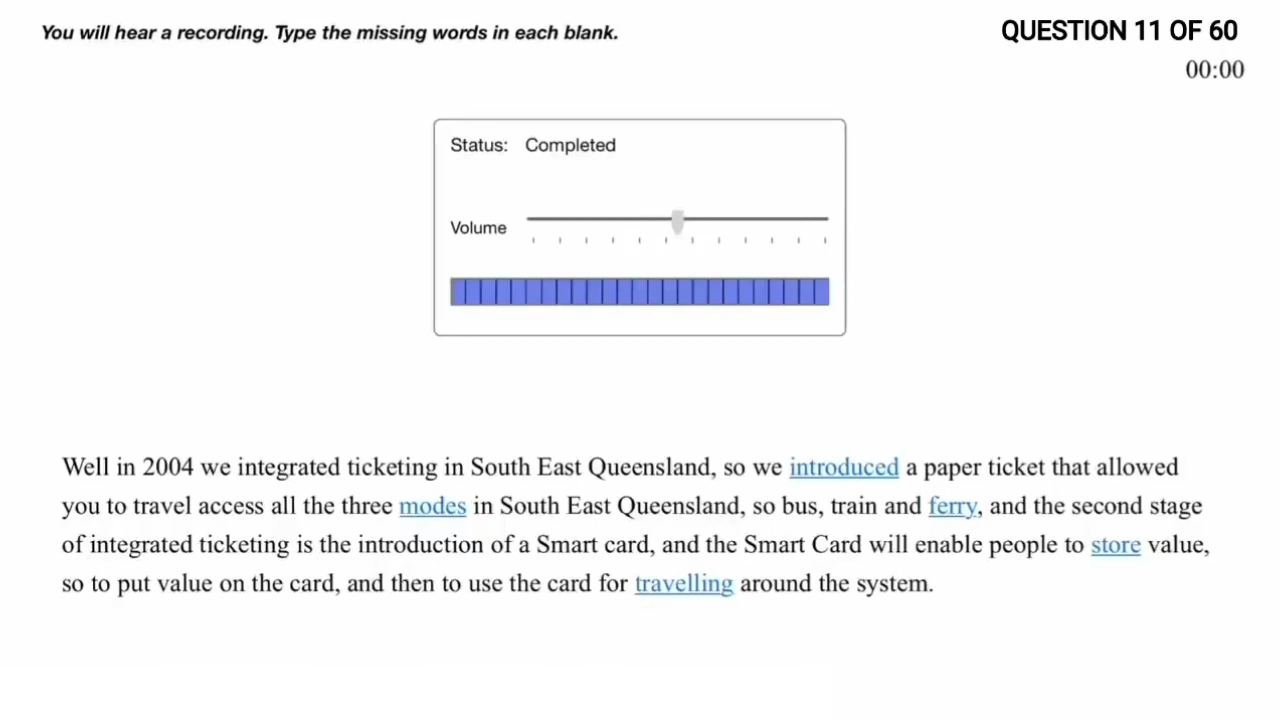 You will hear a recording. Type the missing words in each blank.
QUESTION 11 OF 60
00:00
Status: Completed
Volume
Well in 2004 we integrated ticketing in South East Queensland, so we introduced a paper ticket that allowed
you to travel access all the three modes in South East Queensland, so bus, train and ferry, and the second stage
of integrated ticketing is the introduction of a Smart card, and the Smart Card will enable people to store value,
so to put value on the card, and then to use the card for travelling around the system.